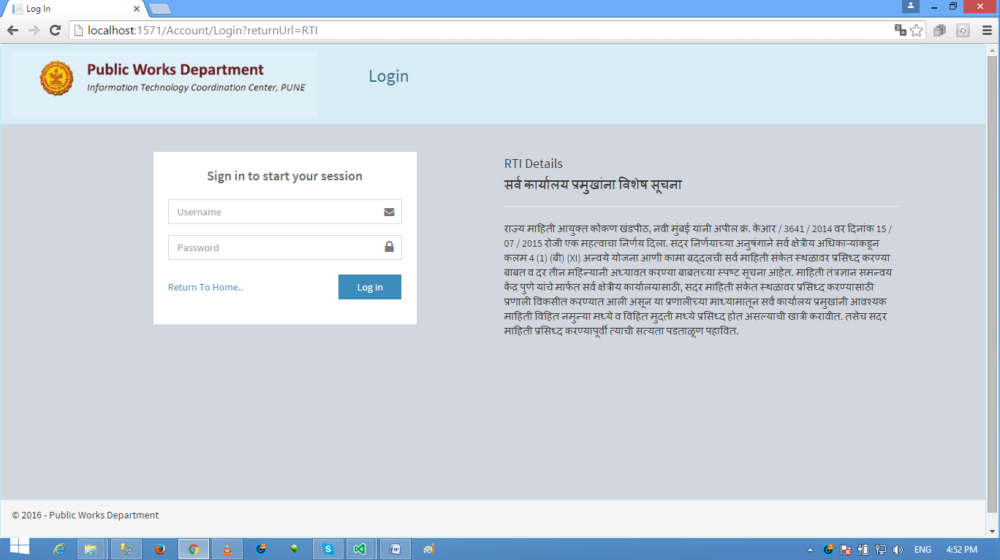 Log In
localhost:1571/Account/Login?returnUrl=RTI
Public Works Department
Information Technology Coordination Center, PUNE
Login
Sign in to start your session
Username
Password
Return To Home..
Log in
RTI Details
सर्व कार्यालय प्रमुखांना विशेष सूचना
राज्य माहिती आयुक्त कोंकण खंडपीठ, नवी मुंबई यांनी अपील क्र. केआर / 3641 / 2014 वर दिनांक 15 /
07 / 2015 रोजी एक महत्वाचा निर्णय दिला. सदर निर्णयाच्या अनुषंगाने सर्व क्षेत्रीय अधिकाऱ्यांकडून
कलम 4 (1) (बी) (XI) अन्वये योजना आणी कामा बद्दलची सर्व माहिती संकेत स्थळावर प्रसिध्द करण्या
बाबत व दर तीन महिन्यानी अध्यावत करण्या बाबतच्या स्पष्ट सूचना आहेत. माहिती तंत्रज्ञान समन्वय
केंद्र पुणे यांचे मार्फत सर्व क्षेत्रीय कार्यालयासाठी, सदर माहिती संकेत स्थळावर प्रसिध्द करण्यासाठी
प्रणाली विकसीत करण्यात आली असून या प्रणालीच्या माध्यामातून सर्व कार्यालय प्रमुखांनी आवश्यक
माहिती विहित नमुन्या मध्ये व विहित मुदती मध्ये प्रसिध्द होत असल्याची खात्री करावीत. तसेच सदर
माहिती प्रसिध्द करण्यापूर्वी त्याची सत्यता पडताळूण पहावित.
© 2016 - Public Works Department
ENG
4:52 PM